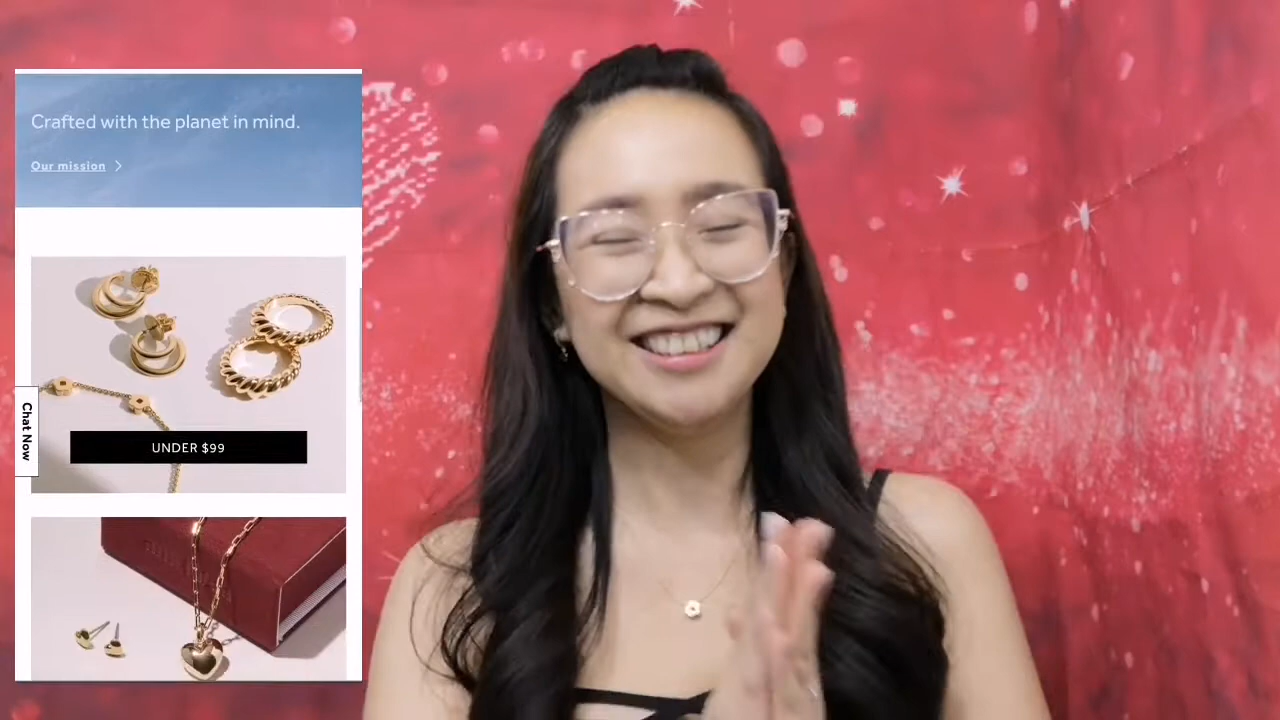 Crafted with the planet in mind.
Our mission
Chat Now
UNDER $99